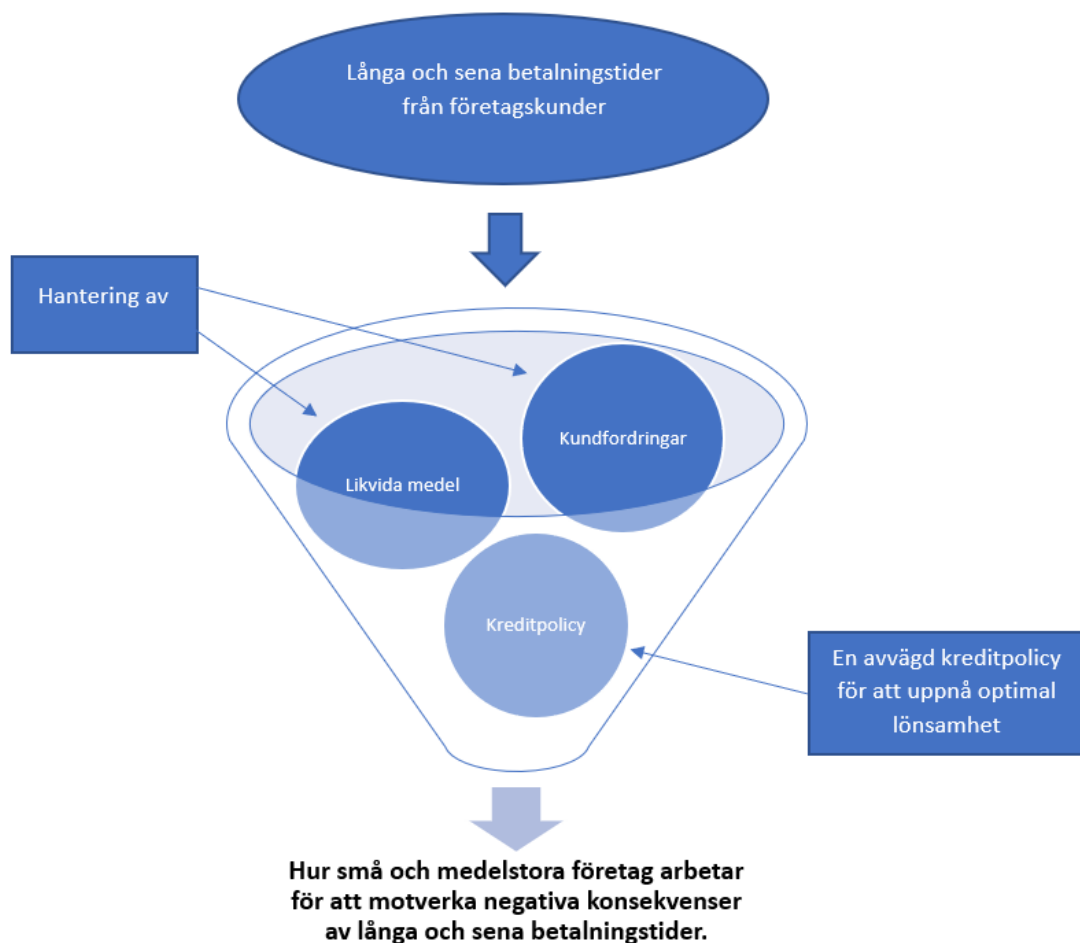 Långa och sena betalningstider
från företagskunder
Hantering av
Kundfordringar
Likvida medel
Kreditpolicy
En avvägd kreditpolicy
för att uppnå optimal
lönsamhet
Hur små och medelstora företag arbetar
för att motverka negativa konsekvenser
av långa och sena betalningstider.